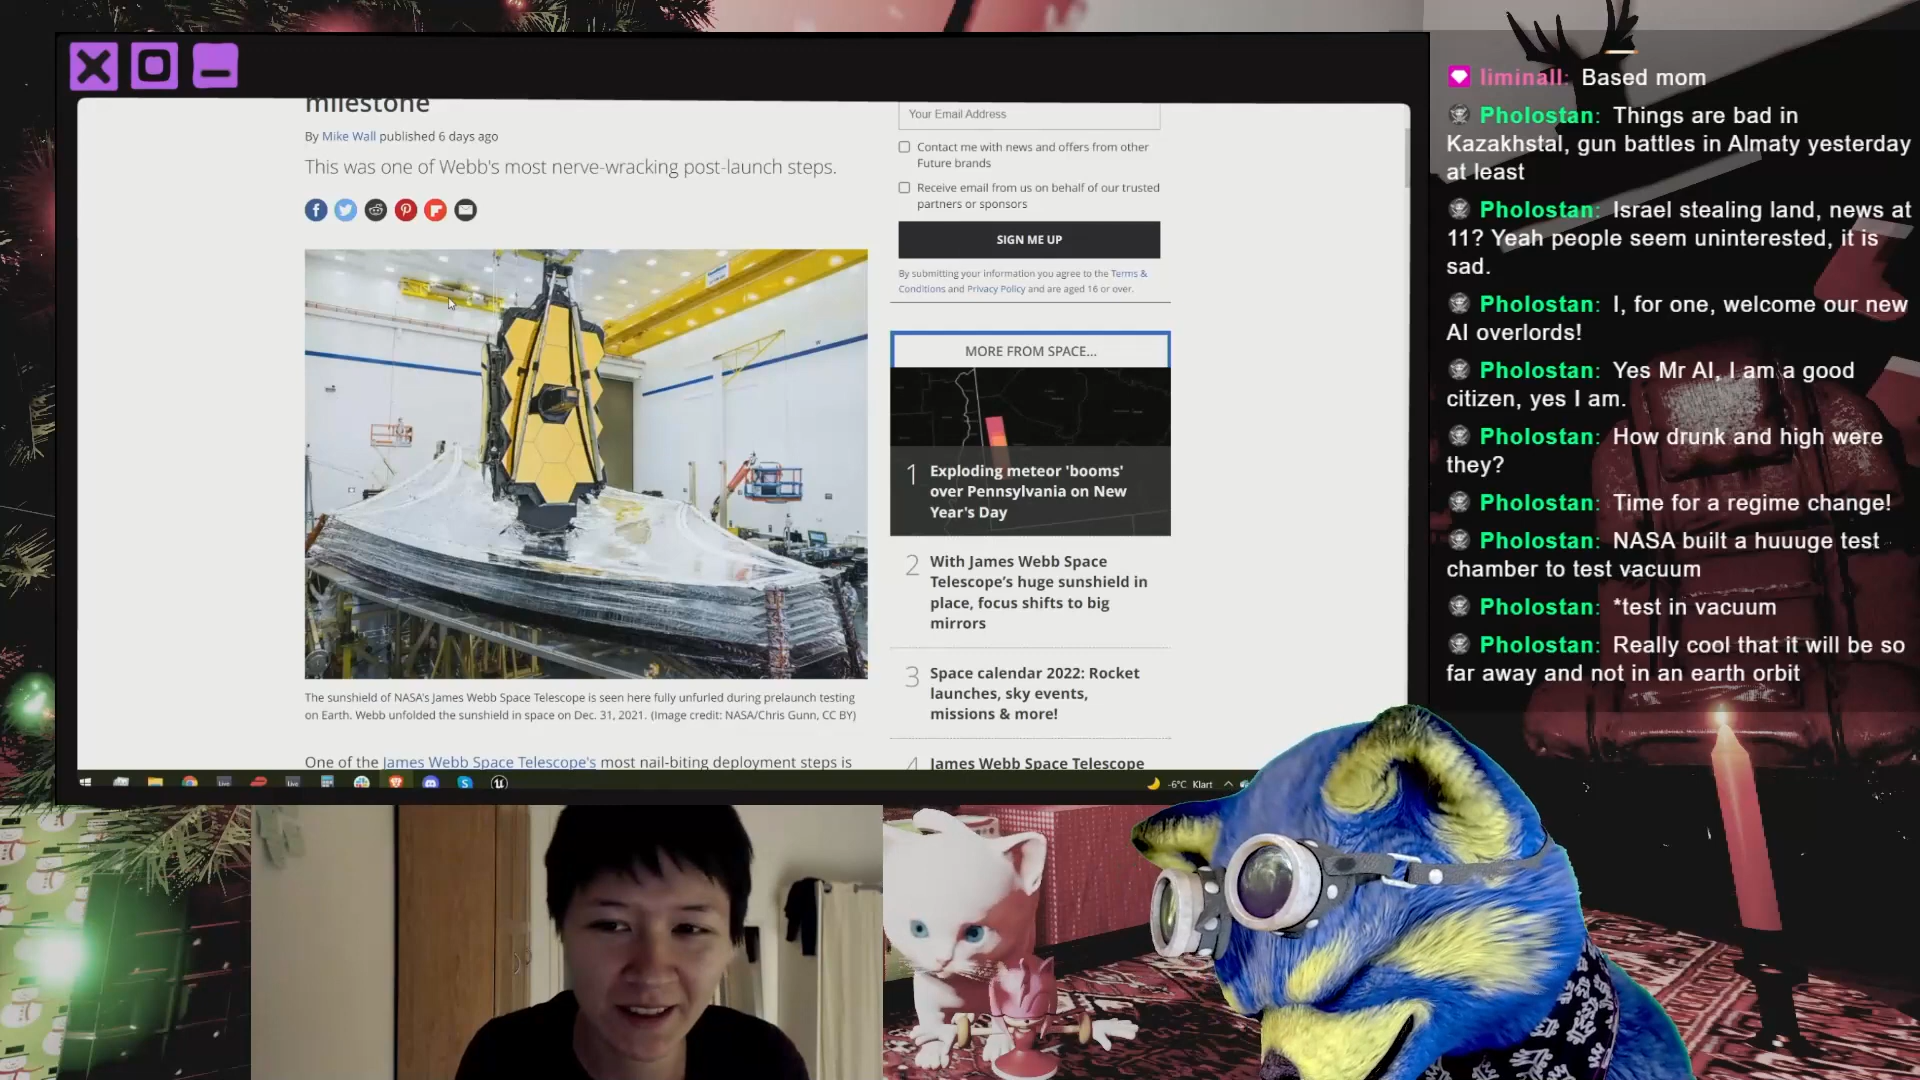 milestone
By Mike Wall published 6 days ago
This was one of Webb's most nerve-wracking post-launch steps.
The sunshield of NASA's James Webb Space Telescope is seen here fully unfurled during prelaunch testing
on Earth. Webb unfolded the sunshield in space on Dec. 31, 2021. (Image credit: NASA/Chris Gunn, CC BY)
One of the James Webb Space Telescope's most nail-biting deployment steps is
Your Email Address
Contact me with news and offers from other
Future brands
Receive email from us on behalf of our trusted
partners or sponsors
SIGN ME UP
By submitting your information you agree to the Terms &
Conditions and Privacy Policy and are aged 16 or over.
MORE FROM SPACE...
1 Exploding meteor 'booms'
over Pennsylvania on New
Year's Day
2 With James Webb Space
Telescope's huge sunshield in
place, focus shifts to big
mirrors
3 Space calendar 2022: Rocket
launches, sky events,
missions & more!
4 James Webb Space Telescope
-6°C Klart
liminall: Based mom
Pholostan: Things are bad in
Kazakhstal, gun battles in Almaty yesterday
at least
Pholostan: Israel stealing land, news at
11? Yeah people seem uninterested, it is
sad.
Pholostan: I, for one, welcome our new
AI overlords!
Pholostan: Yes Mr AI, I am a good
citizen, yes I am.
Pholostan: How drunk and high were
they?
Pholostan: Time for a regime change!
Pholostan: NASA built a huuuge test
chamber to test vacuum
Pholostan: *test in vacuum
Pholostan: Really cool that it will be so
far away and not in an earth orbit